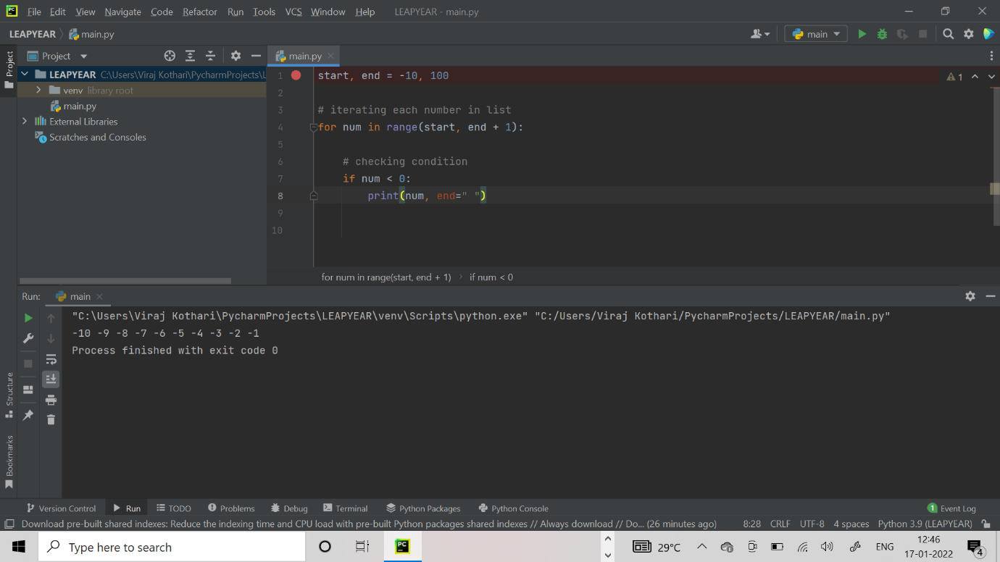 PC File Edit View Navigate Code Refactor Run Tools VCS Window Help LEAPYEAR - main.py
LEAPYEAR main.py main
Project main.py
Project
LEAPYEAR C:\Users\Viraj Kothari\PycharmProjects\L
venv library root
main.py
External Libraries
Scratches and Consoles
1 start, end = -10, 100
1
2
3 # iterating each number in list
4 for num in range(start, end + 1):
5
6 # checking condition
7 if num < 0:
8 print(num, end=" ")
9
10
for num in range(start, end + 1) › if num < 0
Run: main
"C:\Users\Viraj Kothari\PycharmProjects\LEAPYEAR\venv\Scripts\python.exe" "C:/Users/Viraj Kothari/PycharmProjects/LEAPYEAR/main.py"
-10 -9 -8 -7 -6 -5 -4 -3 -2 -1
Process finished with exit code 0
Structure
Bookmarks
Version Control Run TODO Problems Debug Terminal Python Packages Python Console 1 Event Log
Download pre-built shared indexes: Reduce the indexing time and CPU load with pre-built Python packages shared indexes // Always download // Do... (26 minutes ago) 8:28 CRLF UTF-8 4 spaces Python 3.9 (LEAPYEAR)
Type here to search PC 29°C ENG 12:46
17-01-2022 4